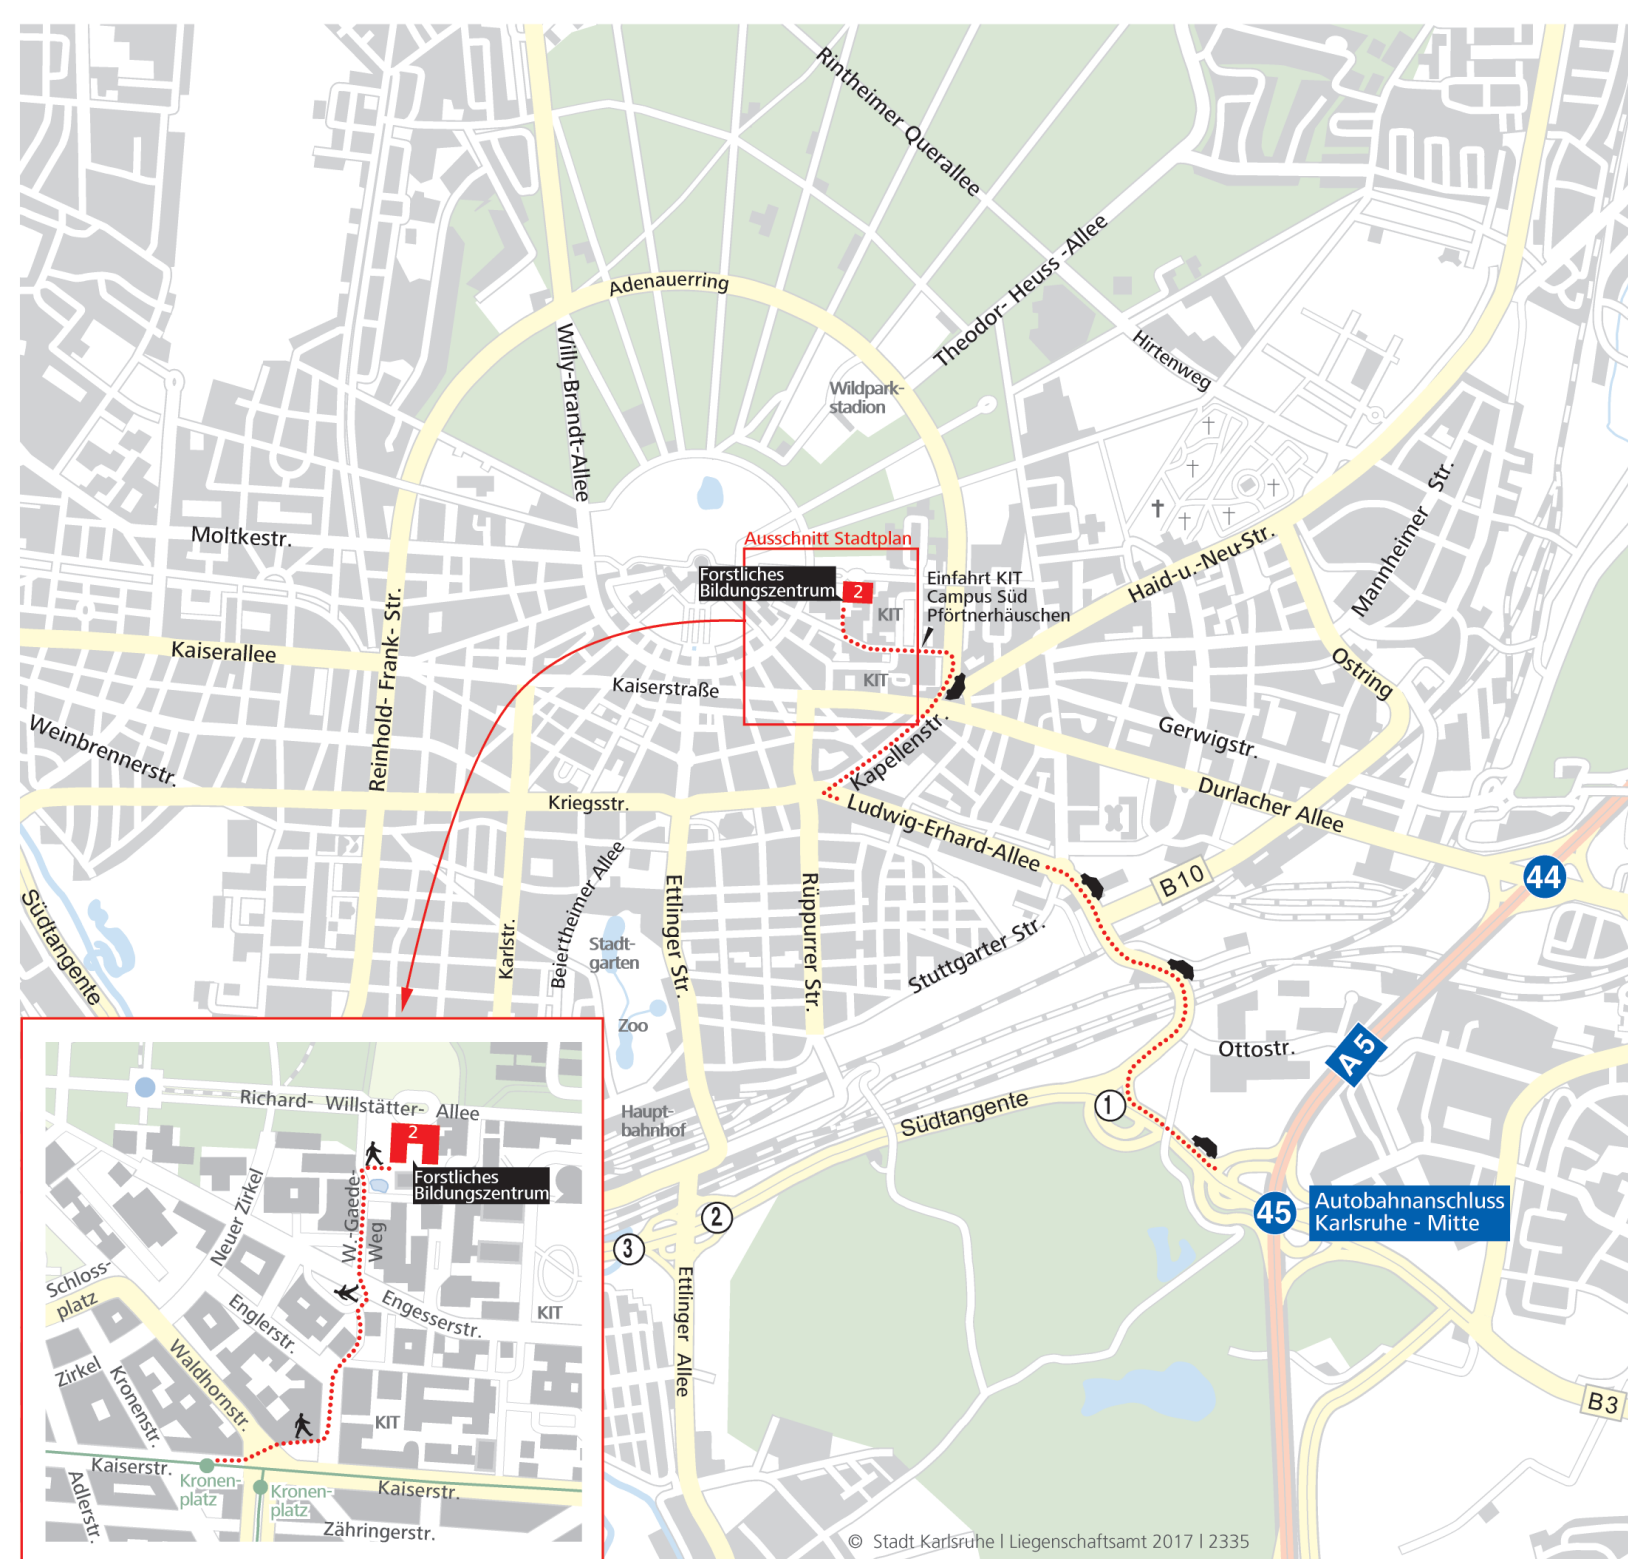 Rintheimer Querallee
Theodor- Heuss -Allee
Adenauerring
Willy-Brandt-Allee
Hirtenweg
Wildpark-
stadion
Mannheimer Str.
Moltkestr.
Ausschnitt Stadtplan
Forstliches
Bildungszentrum
2
KIT
Einfahrt KIT
Campus Süd
Pförtnerhäuschen
Haid-u.-Neu-Str.
Reinhold- Frank- Str.
Kaiserallee
Kaiserstraße
KIT
Ostring
Weinbrennerstr.
Kapellenstr.
Gerwigstr.
Durlacher Allee
Kriegsstr.
Ludwig-Erhard-Allee
44
B10
Südtangente
Karlstr.
Beiertheimer Allee
Ettlinger Str.
Rüppurrer Str.
Stuttgarter Str.
Stadt-
garten
Zoo
Ottostr.
A 5
1
Südtangente
Haupt-
bahnhof
2
3
45
Autobahnanschluss
Karlsruhe - Mitte
Ettlinger Allee
B3
Richard- Willstätter- Allee
2
Forstliches
Bildungszentrum
Neuer Zirkel
W.-Gaede-
Weg
Schloss-
platz
Englerstr.
Engesserstr.
KIT
Waldhornstr.
Zirkel
Kronenstr.
KIT
Kaiserstr.
Kronen-
platz
Kronen-
platz
Kaiserstr.
Adlerstr.
Zähringerstr.
© Stadt Karlsruhe | Liegenschaftsamt 2017 | 2335